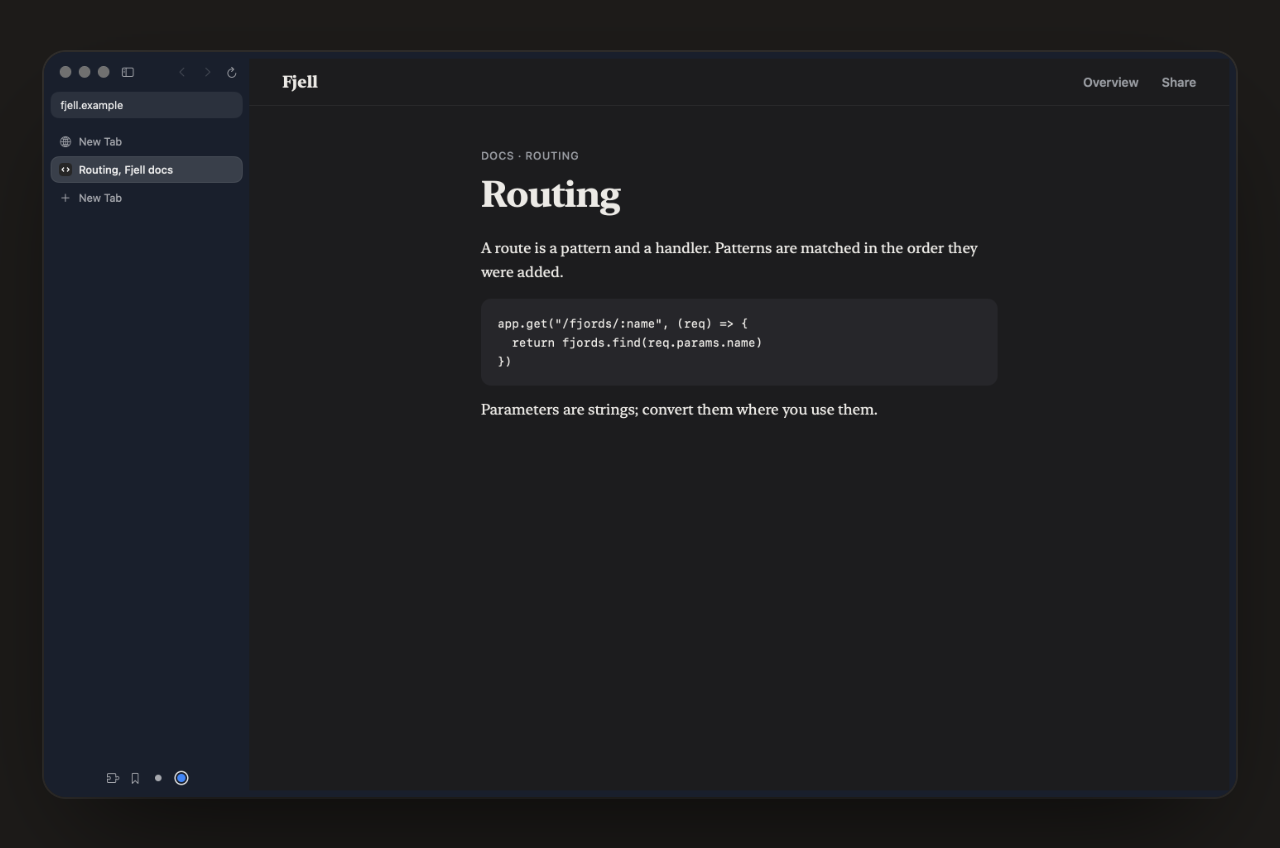 fjell.example
New Tab
Routing, Fjell docs
New Tab
Fjell
Overview Share
DOCS · ROUTING
Routing
A route is a pattern and a handler. Patterns are matched in the order they
were added.
app.get("/fjords/:name", (req) => {
  return fjords.find(req.params.name)
})
Parameters are strings; convert them where you use them.